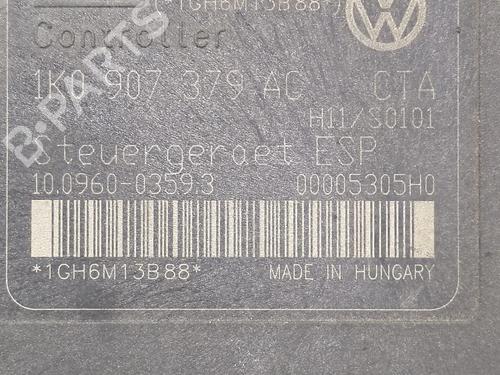 (*1GH6M13B88*)
Controller
1K0 907 379 AC CTA
H11/S0101
Steuergeraet ESP
10.0960-0359.3 00005305H0
*1GH6M13B88* MADE IN HUNGARY
B-PARTS